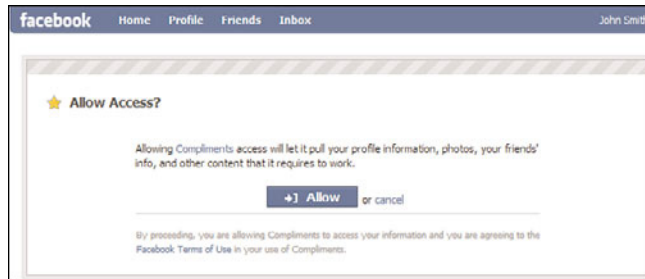 facebook Home Profile Friends Inbox John Smith
Allow Access?
Allowing Compliments access will let it pull your profile information, photos, your friends'
info, and other content that it requires to work.
Allow or cancel
By proceeding, you are allowing Compliments to access your information and you are agreeing to the
Facebook Terms of Use in your use of Compliments.